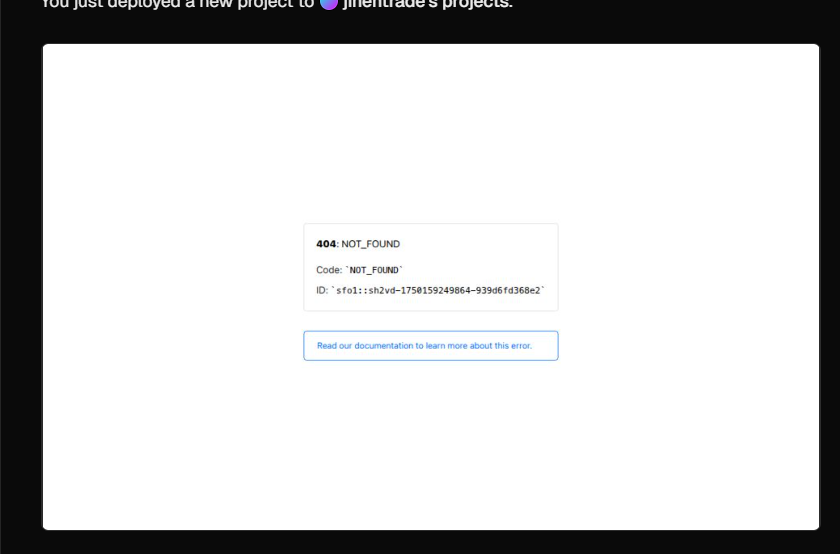 You just deployed a new project to jinentrade's projects.
404: NOT_FOUND
Code: `NOT_FOUND`
ID: `sfo1::sh2vd-1750159249864-939d6fd368e2`
Read our documentation to learn more about this error.